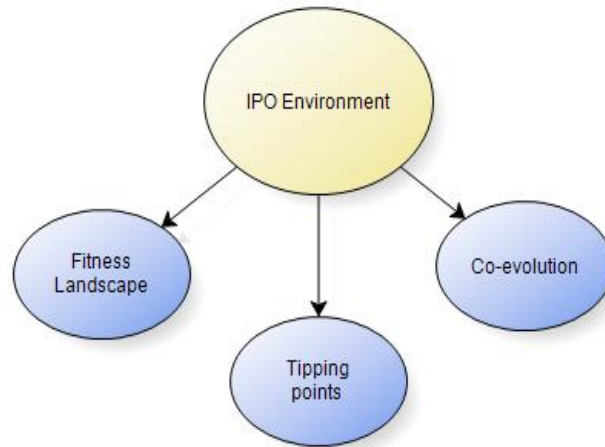 IPO Environment
Fitness
Landscape
Co-evolution
Tipping
points